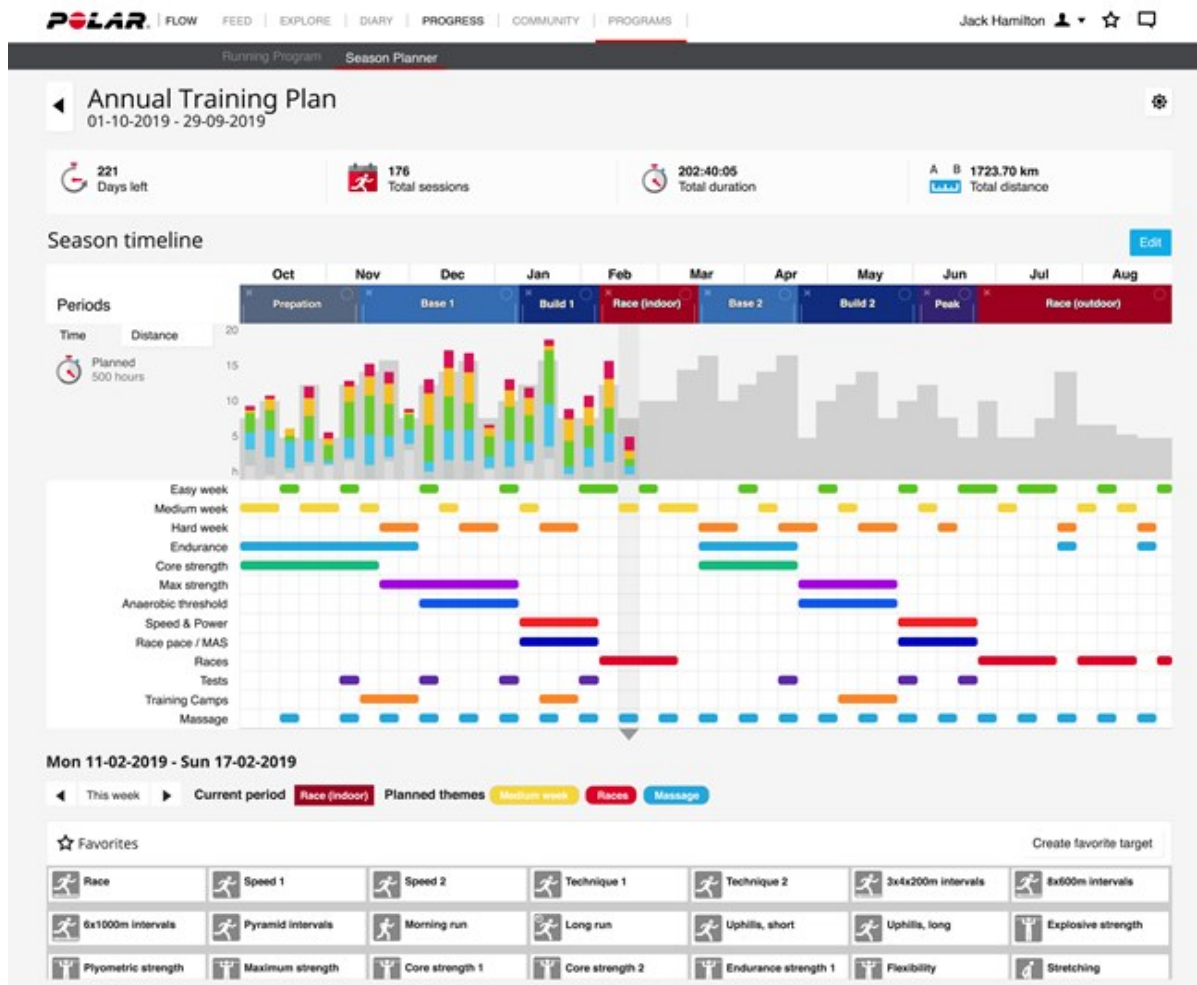 POLAR. FLOW FEED EXPLORE DIARY PROGRESS COMMUNITY PROGRAMS Jack Hamilton
Running Program Season Planner
Annual Training Plan
01-10-2019 - 29-09-2019
221 Days left
176 Total sessions
202:40:05 Total duration
A B 1723.70 km Total distance
Season timeline
Edit
Oct Nov Dec Jan Feb Mar Apr May Jun Jul Aug
Periods
Prepation Base 1 Build 1 Race (indoor) Base 2 Build 2 Peak Race (outdoor)
Time Distance
Planned
500 hours
20
15
10
5
h
Easy week
Medium week
Hard week
Endurance
Core strength
Max strength
Anaerobic threshold
Speed & Power
Race pace / MAS
Races
Tests
Training Camps
Massage
Mon 11-02-2019 - Sun 17-02-2019
This week Current period Race (indoor) Planned themes Medium week Races Massage
Favorites Create favorite target
Race Speed 1 Speed 2 Technique 1 Technique 2 3x4x200m intervals 8x600m intervals
6x1000m intervals Pyramid intervals Morning run Long run Uphills, short Uphills, long Explosive strength
Plyometric strength Maximum strength Core strength 1 Core strength 2 Endurance strength 1 Flexibility Stretching